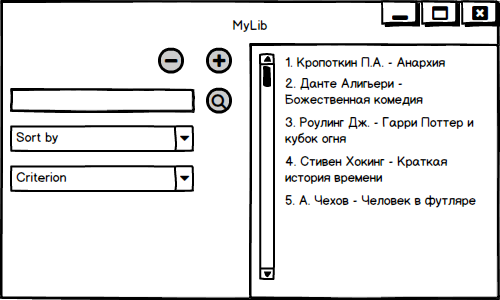 MyLib
Sort by
Criterion
1. Кропоткин П.А. - Анархия
2. Данте Алигьери -
Божественная комедия
3. Роулинг Дж. - Гарри Поттер и
кубок огня
4. Стивен Хокинг - Краткая
история времени
5. А. Чехов - Человек в футляре